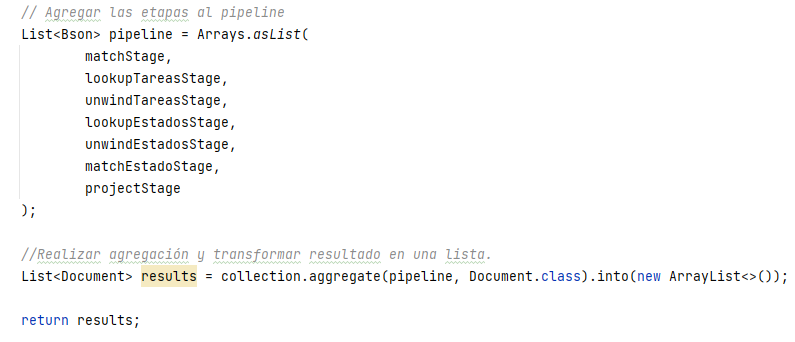 // Agregar las etapas al pipeline
List<Bson> pipeline = Arrays.asList(
matchStage,
lookupTareasStage,
unwindTareasStage,
lookupEstadosStage,
unwindEstadosStage,
matchEstadoStage,
projectStage
);
//Realizar agregación y transformar resultado en una lista.
List<Document> results = collection.aggregate(pipeline, Document.class).into(new ArrayList<>());
return results;